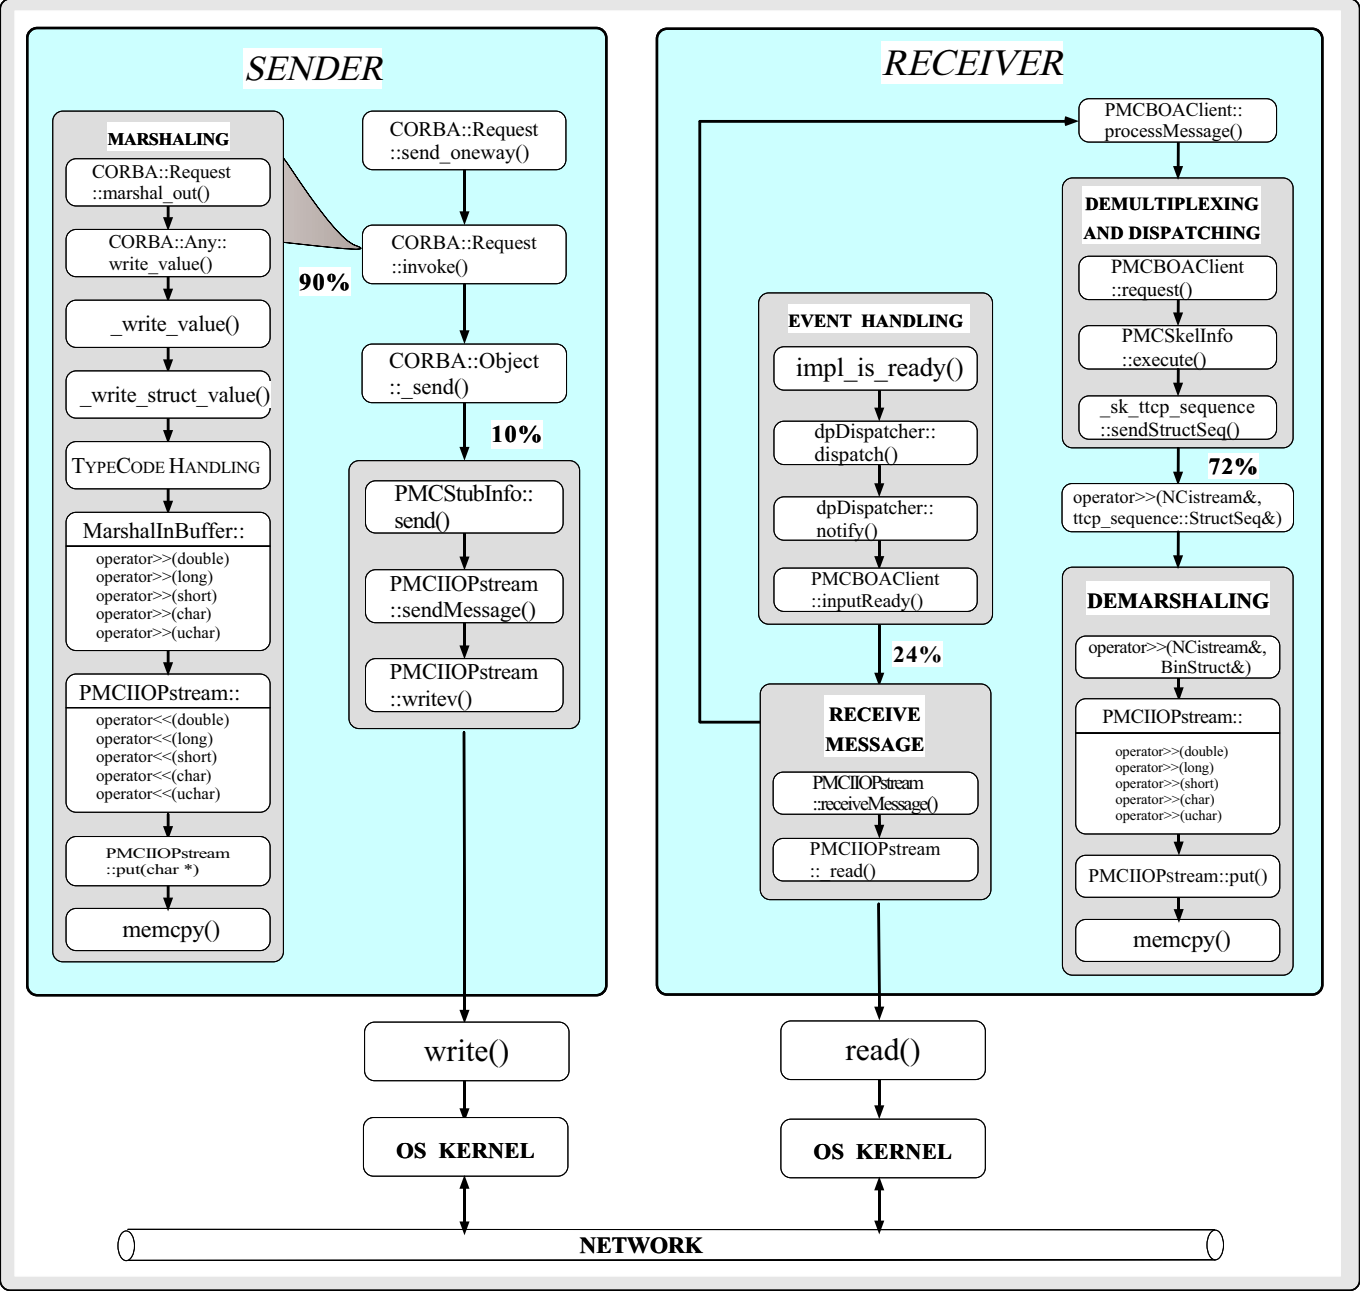 SENDER
MARSHALING
CORBA::Request
::marshal_out()
CORBA::Any::
write_value()
_write_value()
_write_struct_value()
TYPECODE HANDLING
MarshalInBuffer::
operator>>(double)
operator>>(long)
operator>>(short)
operator>>(char)
operator>>(uchar)
PMCIIOPstream::
operator<<(double)
operator<<(long)
operator<<(short)
operator<<(char)
operator<<(uchar)
PMCIIOPstream
::put(char *)
memcpy()
CORBA::Request
::send_oneway()
CORBA::Request
::invoke()
90%
CORBA::Object
::_send()
10%
PMCStubInfo::
send()
PMCIIOPstream
::sendMessage()
PMCIIOPstream
::writev()
write()
OS KERNEL
RECEIVER
EVENT HANDLING
impl_is_ready()
dpDispatcher::
dispatch()
dpDispatcher::
notify()
PMCBOAClient
::inputReady()
24%
RECEIVE
MESSAGE
PMCIIOPstream
::receiveMessage()
PMCIIOPstream
::_read()
read()
OS KERNEL
PMCBOAClient::
processMessage()
DEMULTIPLEXING
AND DISPATCHING
PMCBOAClient
::request()
PMCSkelInfo
::execute()
_sk_ttcp_sequence
::sendStructSeq()
72%
operator>>(NCistream&,
ttcp_sequence::StructSeq&)
DEMARSHALING
operator>>(NCistream&,
BinStruct&)
PMCIIOPstream::
operator>>(double)
operator>>(long)
operator>>(short)
operator>>(char)
operator>>(uchar)
PMCIIOPstream::put()
memcpy()
NETWORK